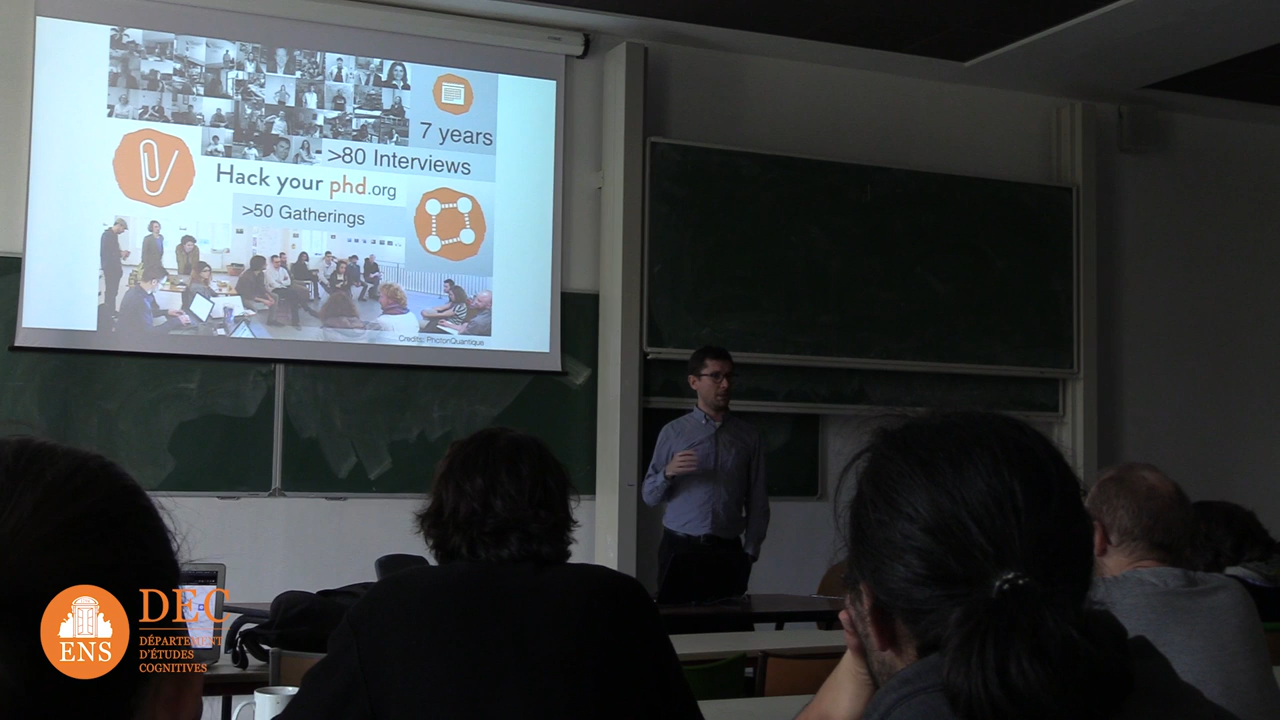 7 years
>80 Interviews
Hack your phd.org
>50 Gatherings
Credits: PhotonQuantique
DEC
ENS
DÉPARTEMENT
D'ÉTUDES
COGNITIVES